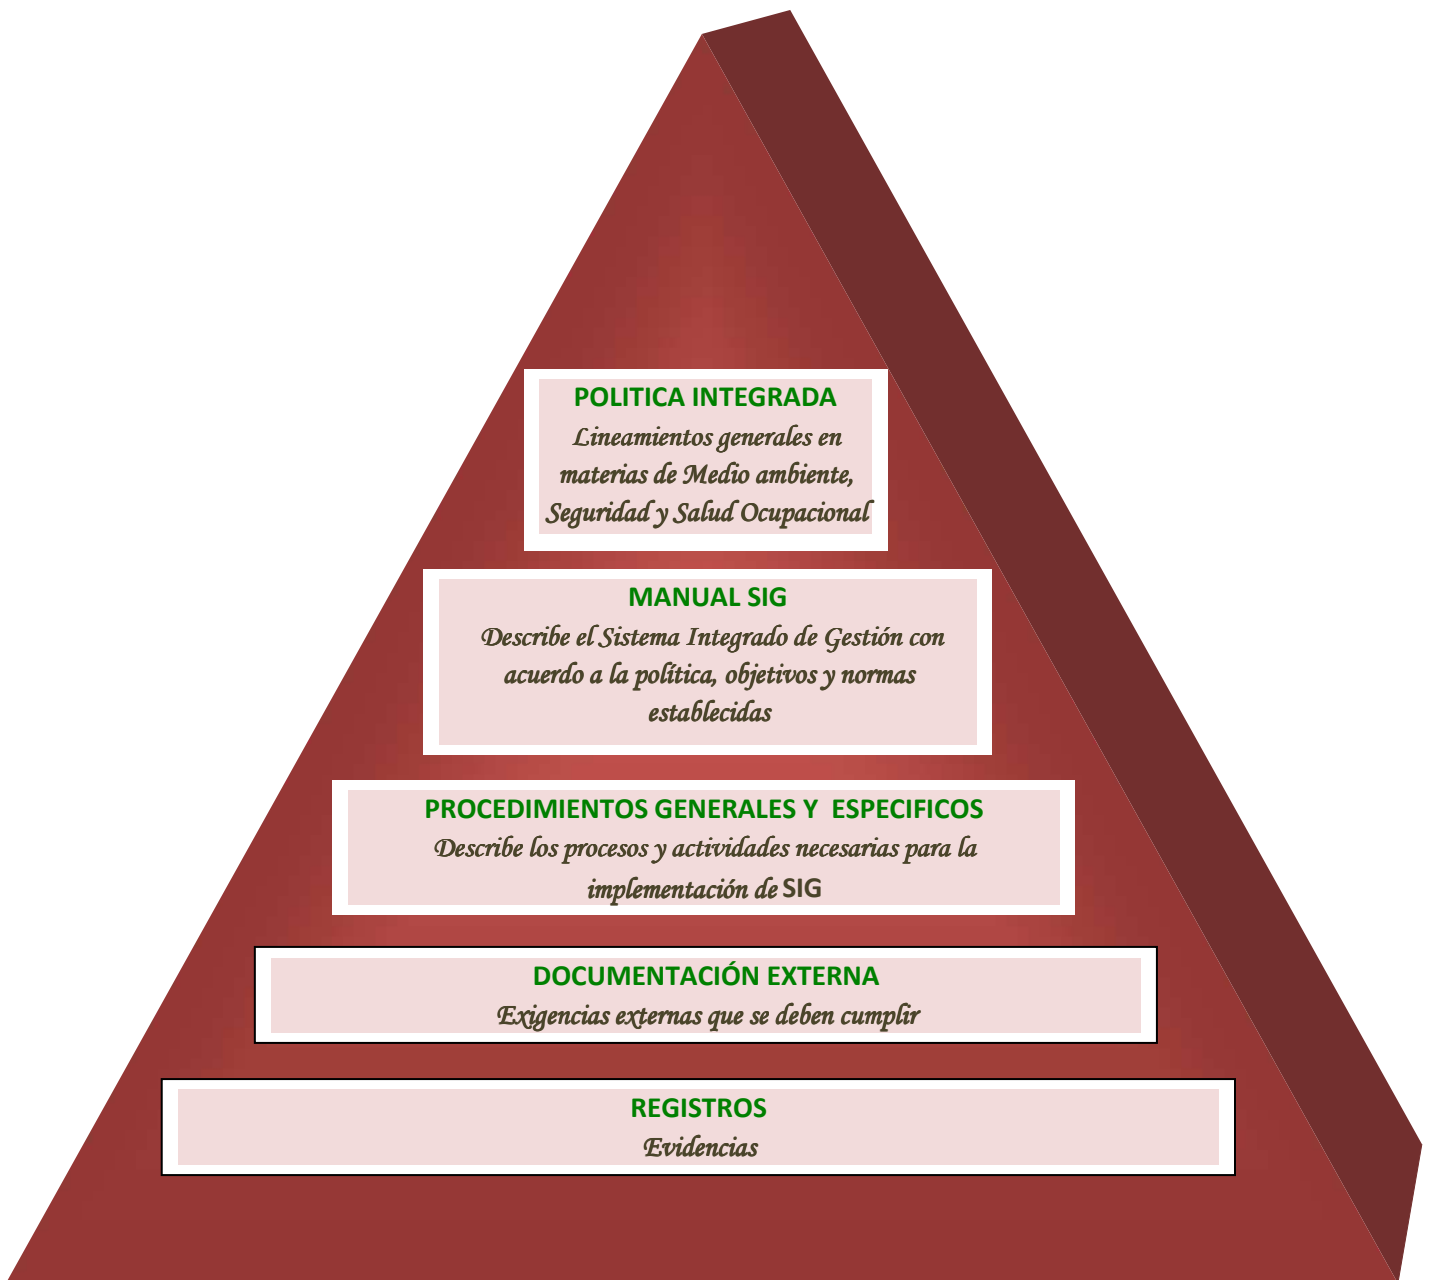 POLITICA INTEGRADA
Lineamientos generales en
materias de Medio ambiente,
Seguridad y Salud Ocupacional
MANUAL SIG
Describe el Sistema Integrado de Gestión con
acuerdo a la política, objetivos y normas
establecidas
PROCEDIMIENTOS GENERALES Y  ESPECIFICOS
Describe los procesos y actividades necesarias para la
implementación de SIG
DOCUMENTACIÓN EXTERNA
Exigencias externas que se deben cumplir
REGISTROS
Evidencias